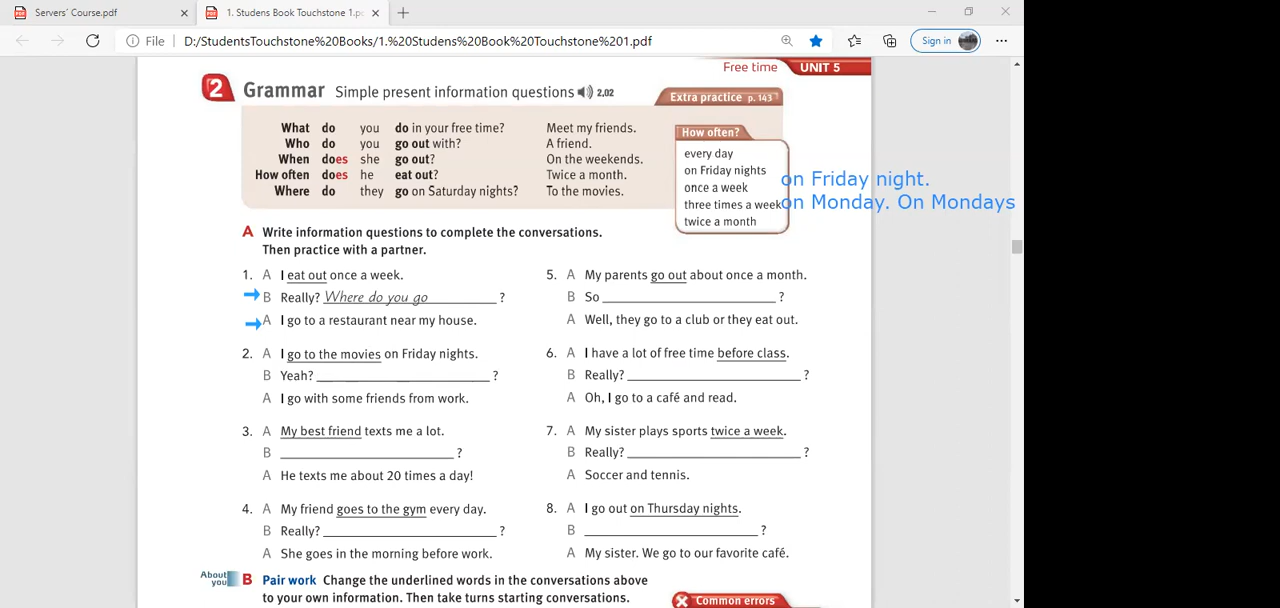 Servers' Course.pdf
1. Studens Book Touchstone 1.pc
File D:/StudentsTouchstone%20Books/1.%20Studens%20Book%20Touchstone%201.pdf
Sign in
Free time UNIT 5
2 Grammar Simple present information questions 2.02
Extra practice p. 143
What do you do in your free time? Meet my friends.
Who do you go out with? A friend.
When does she go out? On the weekends.
How often does he eat out? Twice a month.
Where do they go on Saturday nights? To the movies.
How often?
every day
on Friday nights
once a week
three times a week
twice a month
on Friday night.
on Monday. On Mondays
A Write information questions to complete the conversations.
Then practice with a partner.
1. A I eat out once a week.
B Really? Where do you go ?
A I go to a restaurant near my house.
2. A I go to the movies on Friday nights.
B Yeah? ?
A I go with some friends from work.
3. A My best friend texts me a lot.
B ?
A He texts me about 20 times a day!
4. A My friend goes to the gym every day.
B Really? ?
A She goes in the morning before work.
5. A My parents go out about once a month.
B So ?
A Well, they go to a club or they eat out.
6. A I have a lot of free time before class.
B Really? ?
A Oh, I go to a café and read.
7. A My sister plays sports twice a week.
B Really? ?
A Soccer and tennis.
8. A I go out on Thursday nights.
B ?
A My sister. We go to our favorite café.
About you B Pair work Change the underlined words in the conversations above
to your own information. Then take turns starting conversations.
Common errors